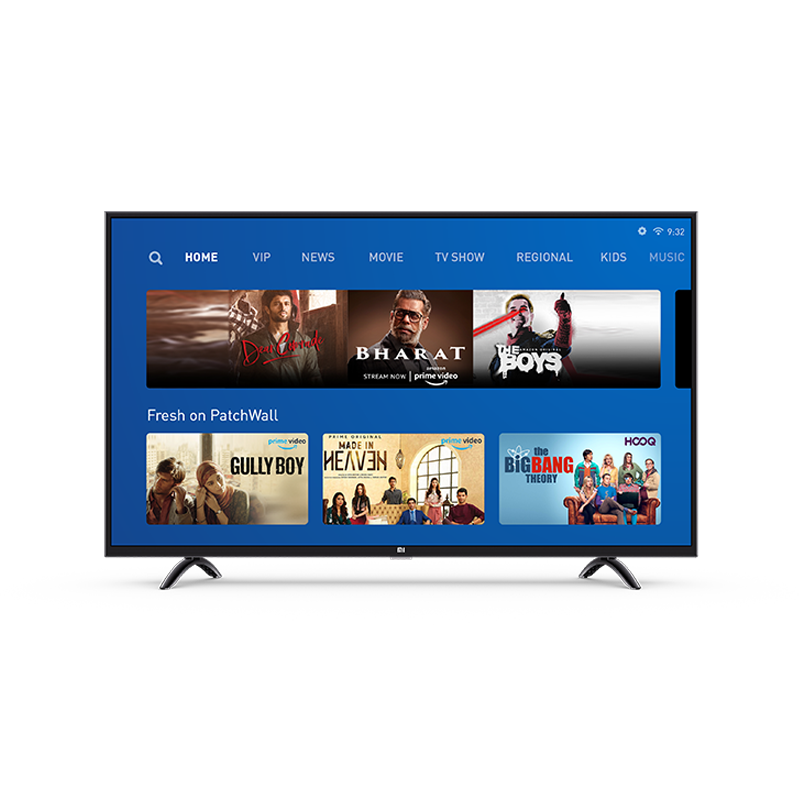 9:32
HOME VIP NEWS MOVIE TV SHOW REGIONAL KIDS MUSIC
Dear Comrade
BHARAT
STREAM NOW | amazon prime video
THE BOYS
AMAZON ORIGINAL
Fresh on PatchWall
prime video
GULLY BOY
PRIME ORIGINAL
MADE IN
HEAVEN
prime video
HOOQ
the
BIG BANG
THEORY
mi